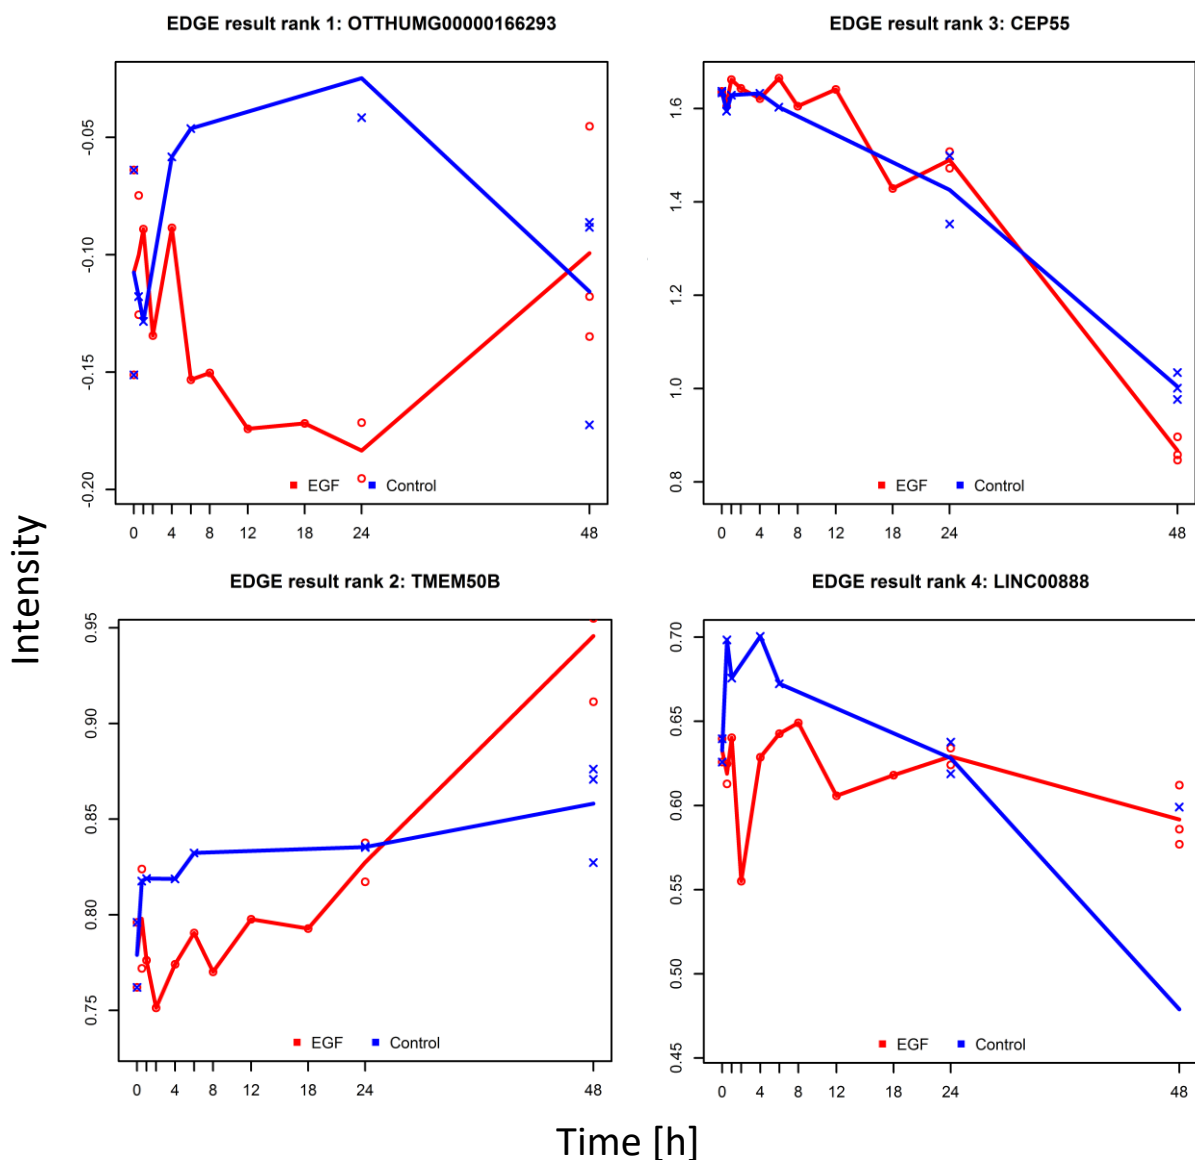 EDGE result rank 1: OTTHUMG00000166293
-0.05
-0.10
-0.15
-0.20
EGF Control
0 4 8 12 18 24 48
EDGE result rank 3: CEP55
1.6
1.4
1.2
1.0
0.8
EGF Control
0 4 8 12 18 24 48
EDGE result rank 2: TMEM50B
0.95
0.90
0.85
0.80
0.75
EGF Control
0 4 8 12 18 24 48
EDGE result rank 4: LINC00888
0.70
0.65
0.60
0.55
0.50
0.45
EGF Control
0 4 8 12 18 24 48
Intensity
Time [h]